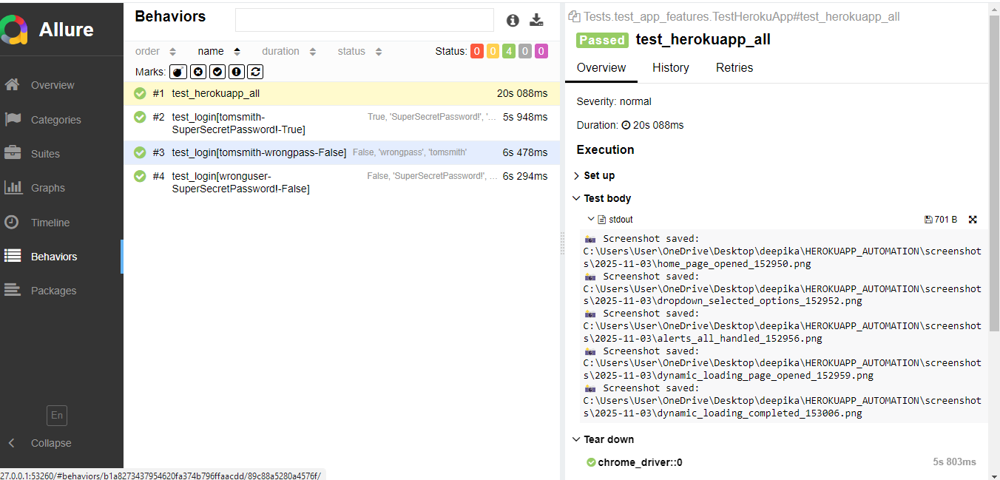 Allure
Overview
Categories
Suites
Graphs
Timeline
Behaviors
Packages
En
Collapse
27.0.0.1:53260/#behaviors/b1a8273437954620fa374b796ffaacdd/89c88a5280a4576f/
Behaviors
order name duration status Status: 0 0 4 0 0
Marks:
#1 test_herokuapp_all 20s 088ms
#2 test_login[tomsmith- True, 'SuperSecretPassword!', '... 5s 948ms
SuperSecretPassword!-True]
#3 test_login[tomsmith-wrongpass-False] False, 'wrongpass', 'tomsmith' 6s 478ms
#4 test_login[wronguser- False, 'SuperSecretPassword!', ... 6s 294ms
SuperSecretPassword!-False]
Tests.test_app_features.TestHerokuApp#test_herokuapp_all
Passed test_herokuapp_all
Overview History Retries
Severity: normal
Duration: 20s 088ms
Execution
Set up
Test body
stdout 701 B
Screenshot saved:
C:\Users\User\OneDrive\Desktop\deepika\HEROKUAPP_AUTOMATION\screenshot
s\2025-11-03\home_page_opened_152950.png
Screenshot saved:
C:\Users\User\OneDrive\Desktop\deepika\HEROKUAPP_AUTOMATION\screenshot
s\2025-11-03\dropdown_selected_options_152952.png
Screenshot saved:
C:\Users\User\OneDrive\Desktop\deepika\HEROKUAPP_AUTOMATION\screenshot
s\2025-11-03\alerts_all_handled_152956.png
Screenshot saved:
C:\Users\User\OneDrive\Desktop\deepika\HEROKUAPP_AUTOMATION\screenshot
s\2025-11-03\dynamic_loading_page_opened_152959.png
Screenshot saved:
C:\Users\User\OneDrive\Desktop\deepika\HEROKUAPP_AUTOMATION\screenshot
s\2025-11-03\dynamic_loading_completed_153006.png
Tear down
chrome_driver::0 5s 803ms